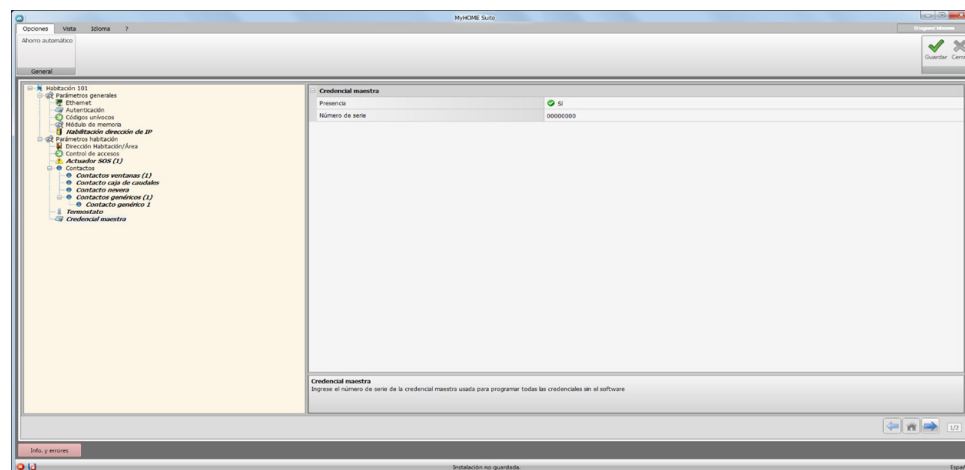 MyHOME Suite
Opciones Vista Idioma ?
Ahorro automático
Guardar
General
Habitación 101
Parámetros generales
Ethernet
Autenticación
Códigos unívocos
Módulo de memoria
Habilitación dirección de IP
Parámetros habitación
Dirección Habitación/Área
Control de accesos
Actuador SOS (1)
Contactos
Contactos ventanas (1)
Contacto caja de caudales
Contacto nevera
Contactos genéricos (1)
Contacto genérico 1
Termostato
Credencial maestra
Credencial maestra
Presencia SÍ
Número de serie 00000000
Credencial maestra
Ingrese el número de serie de la credencial maestra usada para programar todas las credenciales sin el software
1/2
Info. y errores
Instalación no guardada.